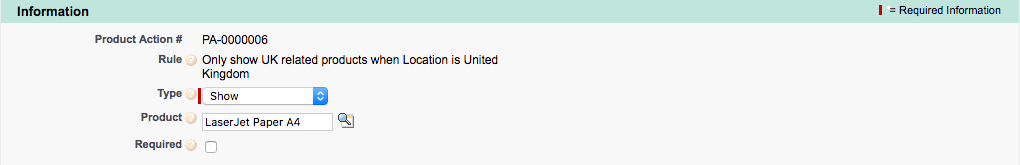 Information
= Required Information
Product Action # PA-0000006
Rule ? Only show UK related products when Location is United
Kingdom
Type ? Show
Product ? LaserJet Paper A4
Required ?